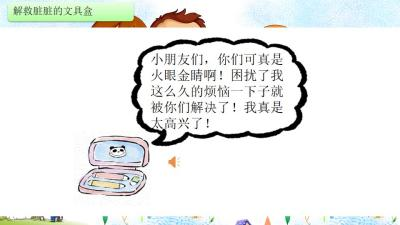 解救脏脏的文具盒
小朋友们，你们可真是
火眼金睛啊！困扰了我
这么久的烦恼一下子就
被你们解决了！我真是
太高兴了！